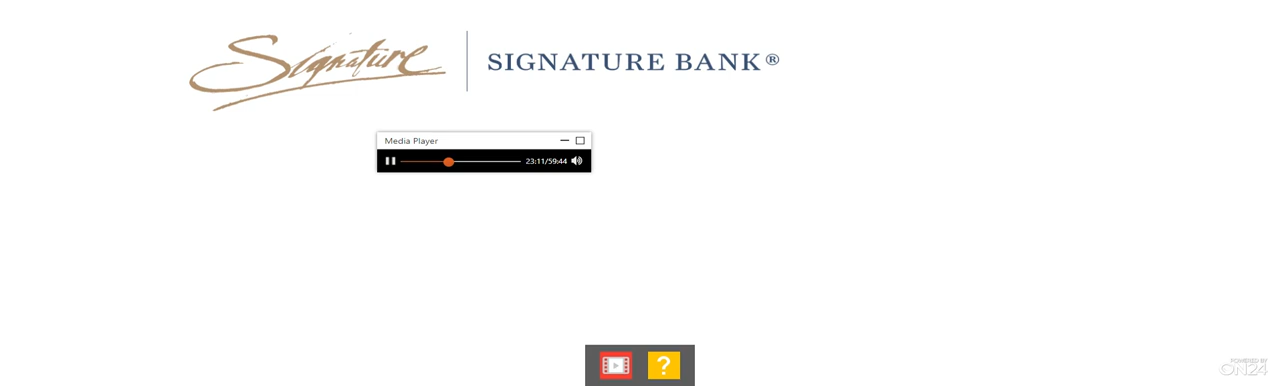 Signature
SIGNATURE BANK®
Media Player
23:11/59:44
?
POWERED BY
ON24